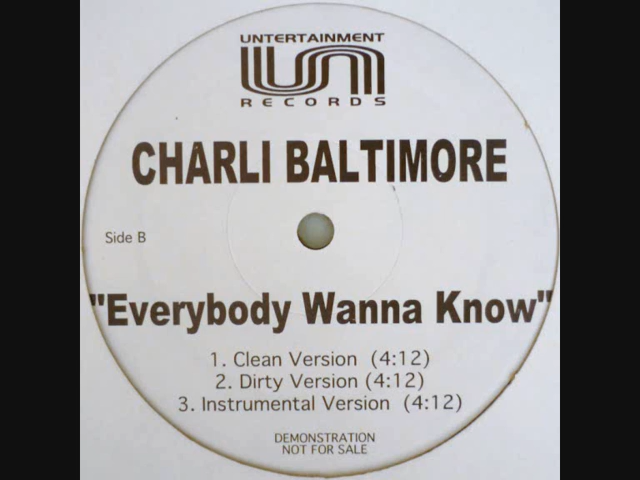 UNTERTAINMENT
un
RECORDS
CHARLI BALTIMORE
Side B
"Everybody Wanna Know"
1. Clean Version (4:12)
2. Dirty Version (4:12)
3. Instrumental Version (4:12)
DEMONSTRATION
NOT FOR SALE